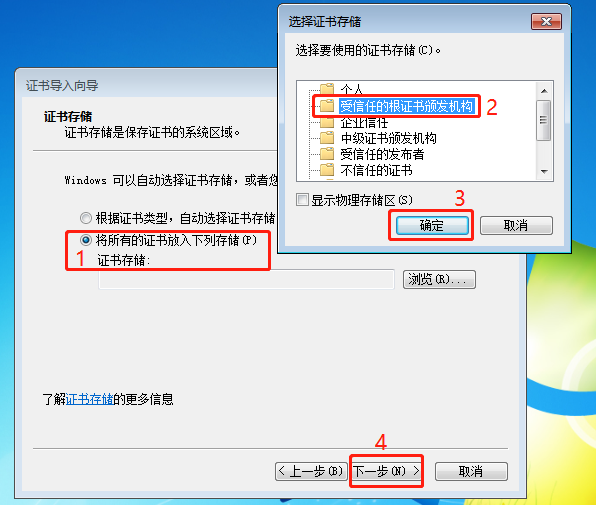 选择证书存储
选择要使用的证书存储(C)。
个人
受信任的根证书颁发机构
2
企业信任
中级证书颁发机构
受信任的发布者
不信任的证书
显示物理存储区(S)
3
确定
取消
证书导入向导
证书存储
证书存储是保存证书的系统区域。
Windows 可以自动选择证书存储，或者您
根据证书类型，自动选择证书存储
将所有的证书放入下列存储(P)
1
证书存储:
浏览(R)...
了解证书存储的更多信息
4
< 上一步(B)
下一步(N) >
取消